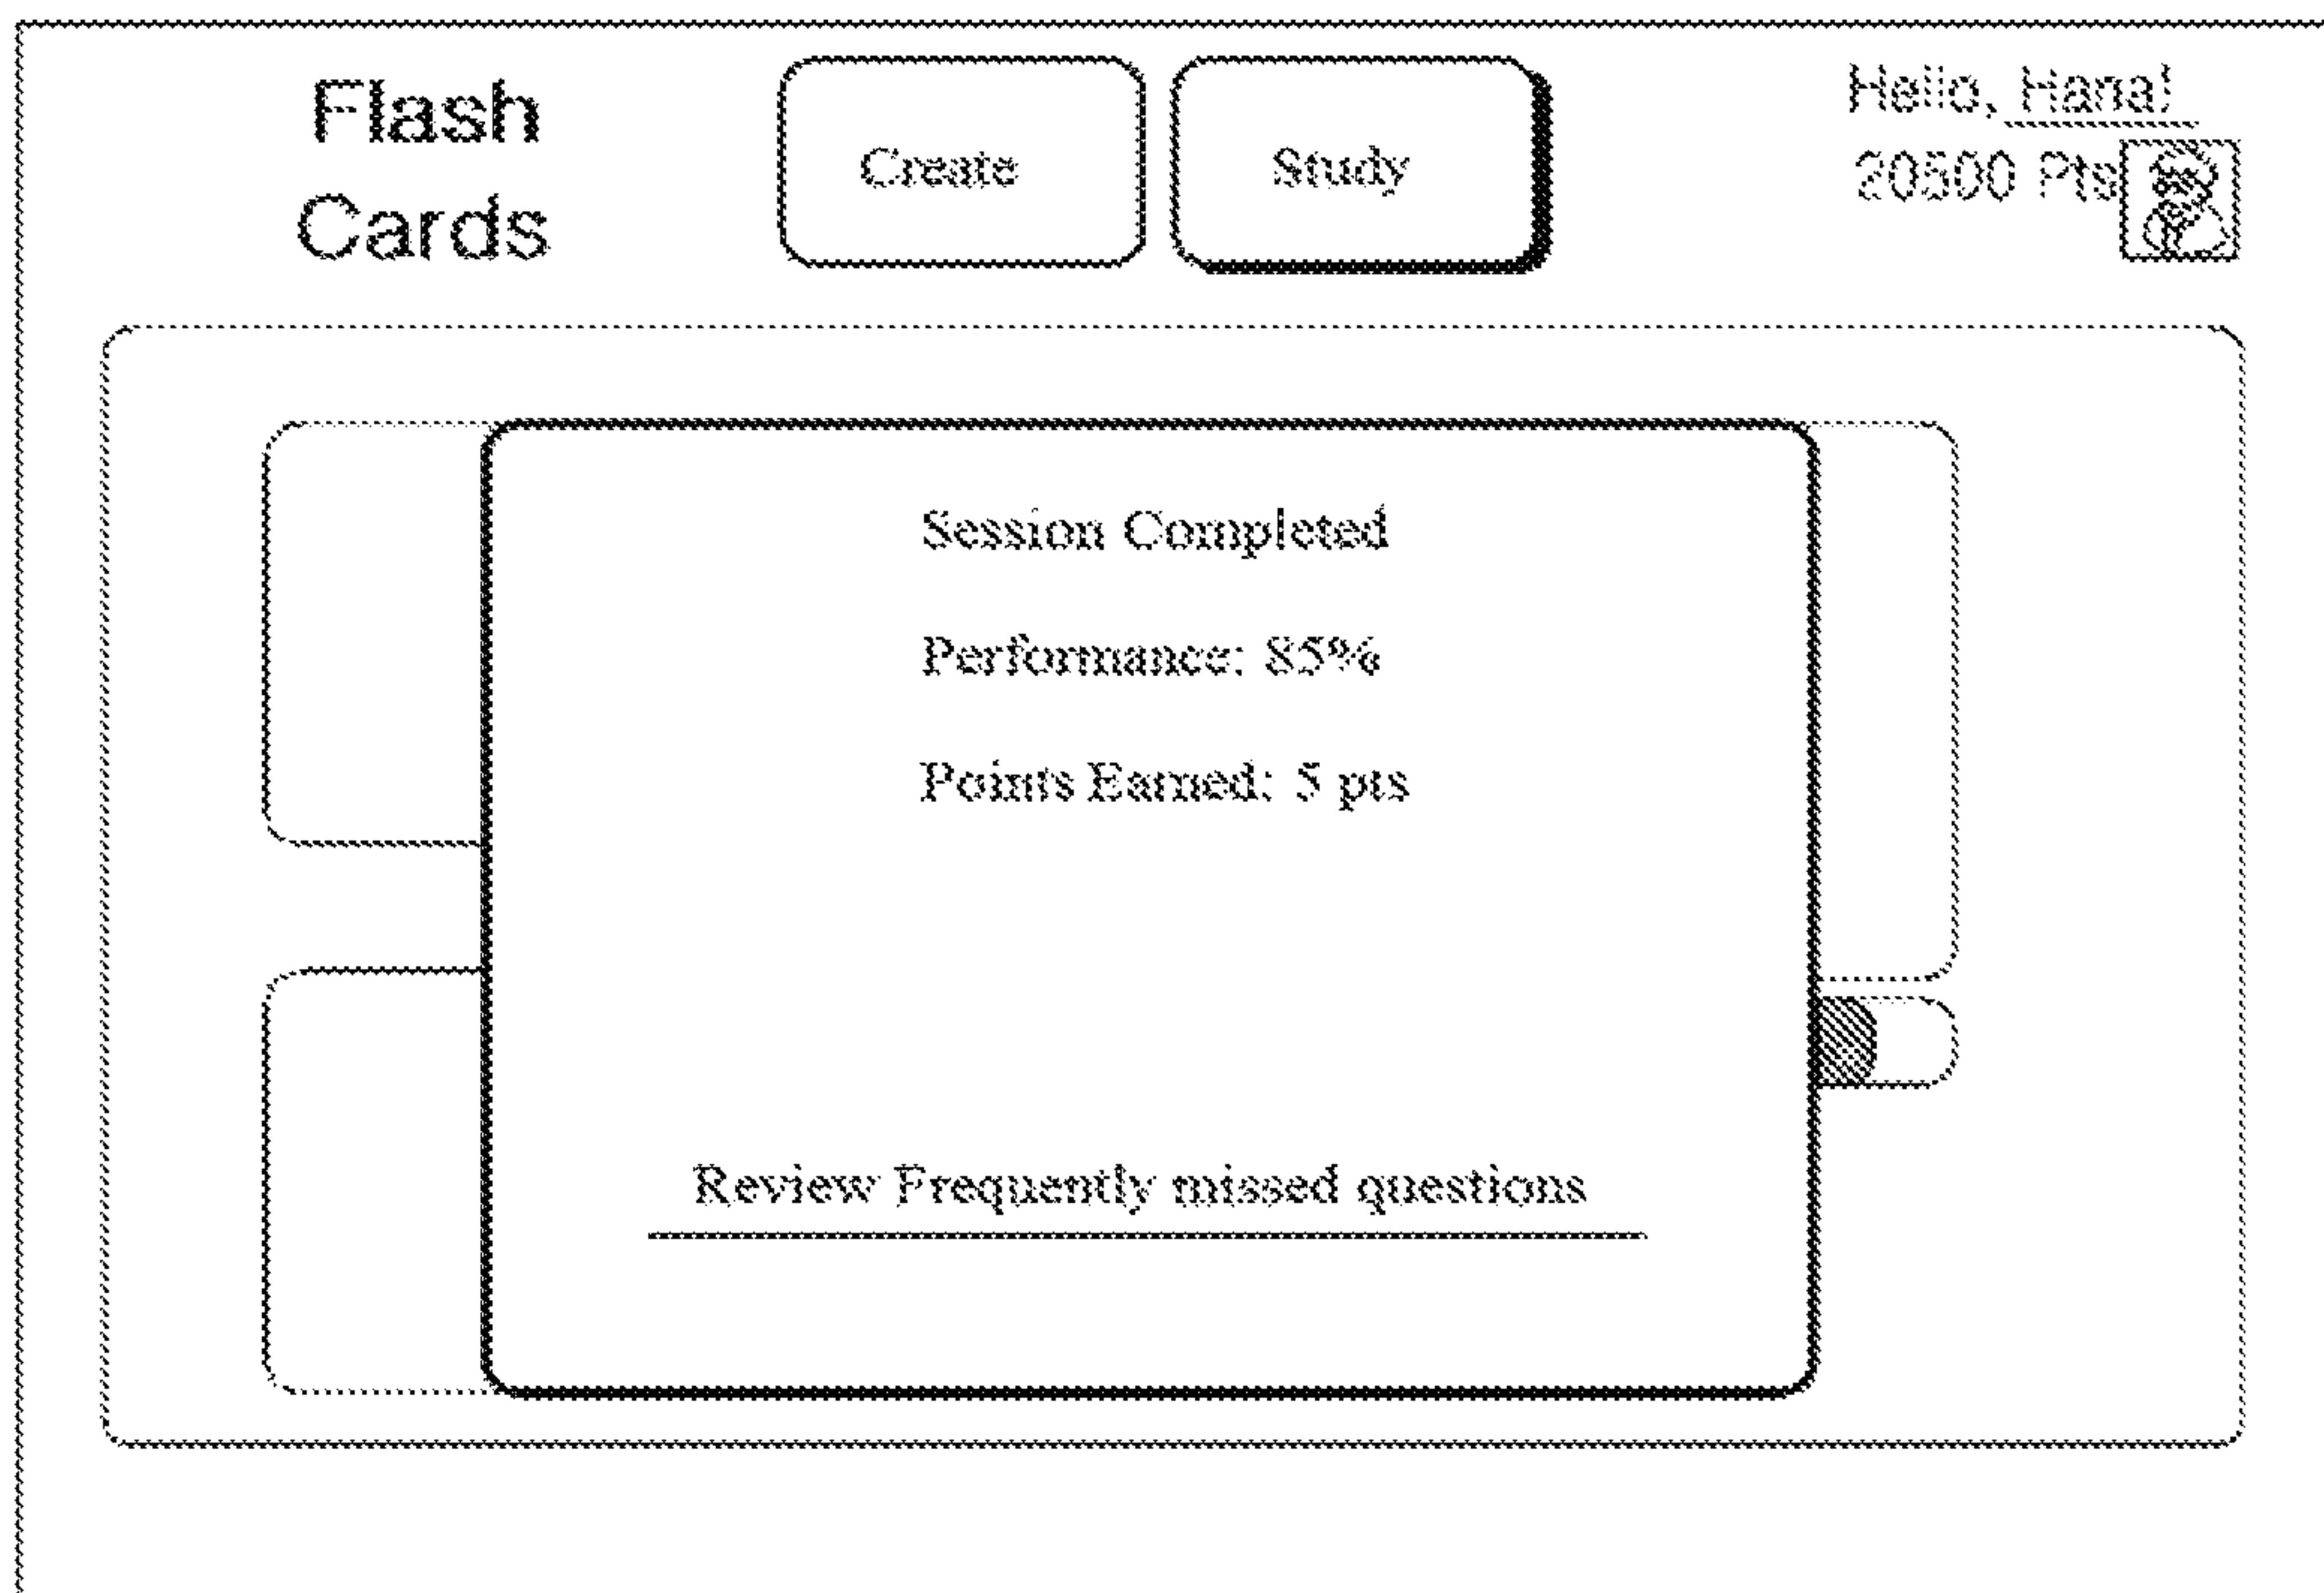 Flash
Cards
Create
Study
Hello, Hana!
20500 Pts
Session Completed
Performance: 85%
Points Earned: 5 pts
Review Frequently missed questions